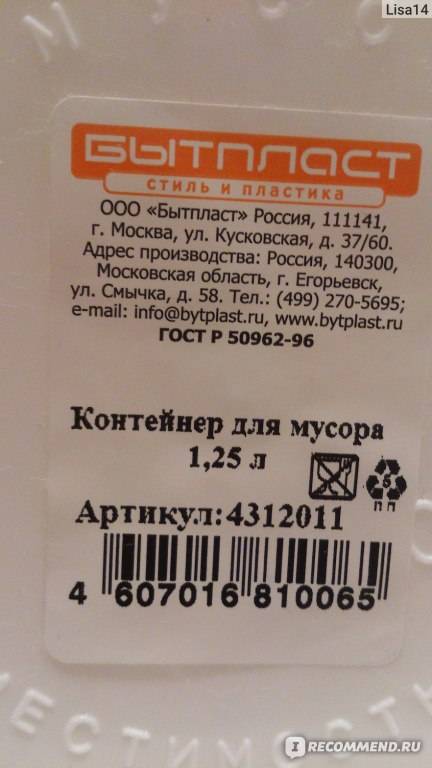 Lisa14
М У С О
БЫТПЛАСТ
СТИЛЬ И ПЛАСТИКА
ООО «Бытпласт» Россия, 111141,
г. Москва, ул. Кусковская, д. 37/60.
Адрес производства: Россия, 140300,
Московская область, г. Егорьевск,
ул. Смычка, д. 58. Тел.: (499) 270-5695;
e-mail: info@bytplast.ru, www.bytplast.ru
ГОСТ Р 50962-96
Контейнер для мусора
1,25 л
5
ПП
Артикул:4312011
4 607016 810065
МЕСТИМОСТЬ
IRECOMMEND.RU